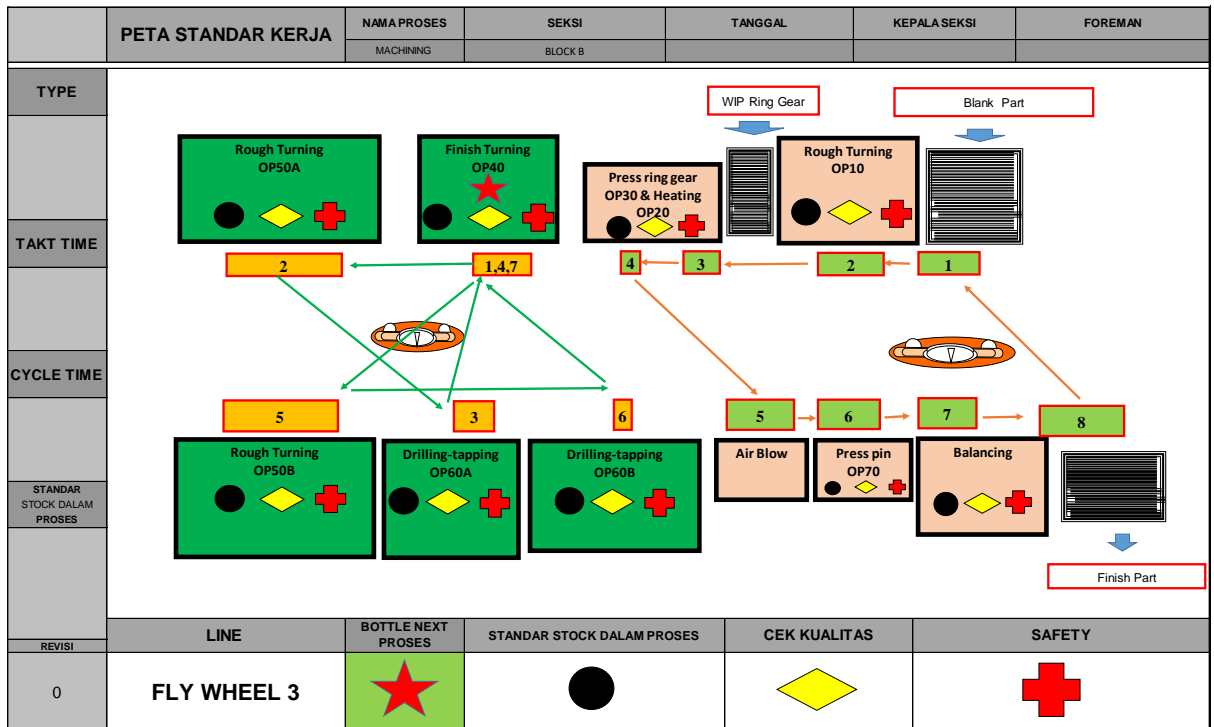 PETA STANDAR KERJA
NAMA PROSES
SEKSI
TANGGAL
KEPALA SEKSI
FOREMAN
MACHINING
BLOCK B
TYPE
TAKT TIME
CYCLE TIME
STANDAR
STOCK DALAM
PROSES
REVISI
0
WIP Ring Gear
Blank Part
Rough Turning
OP50A
Finish Turning
OP40
Press ring gear
OP30 & Heating
OP20
Rough Turning
OP10
2
1,4,7
4
3
2
1
5
3
6
5
6
7
8
Rough Turning
OP50B
Drilling-tapping
OP60A
Drilling-tapping
OP60B
Air Blow
Press pin
OP70
Balancing
Finish Part
LINE
BOTTLE NEXT
PROSES
STANDAR STOCK DALAM PROSES
CEK KUALITAS
SAFETY
FLY WHEEL 3